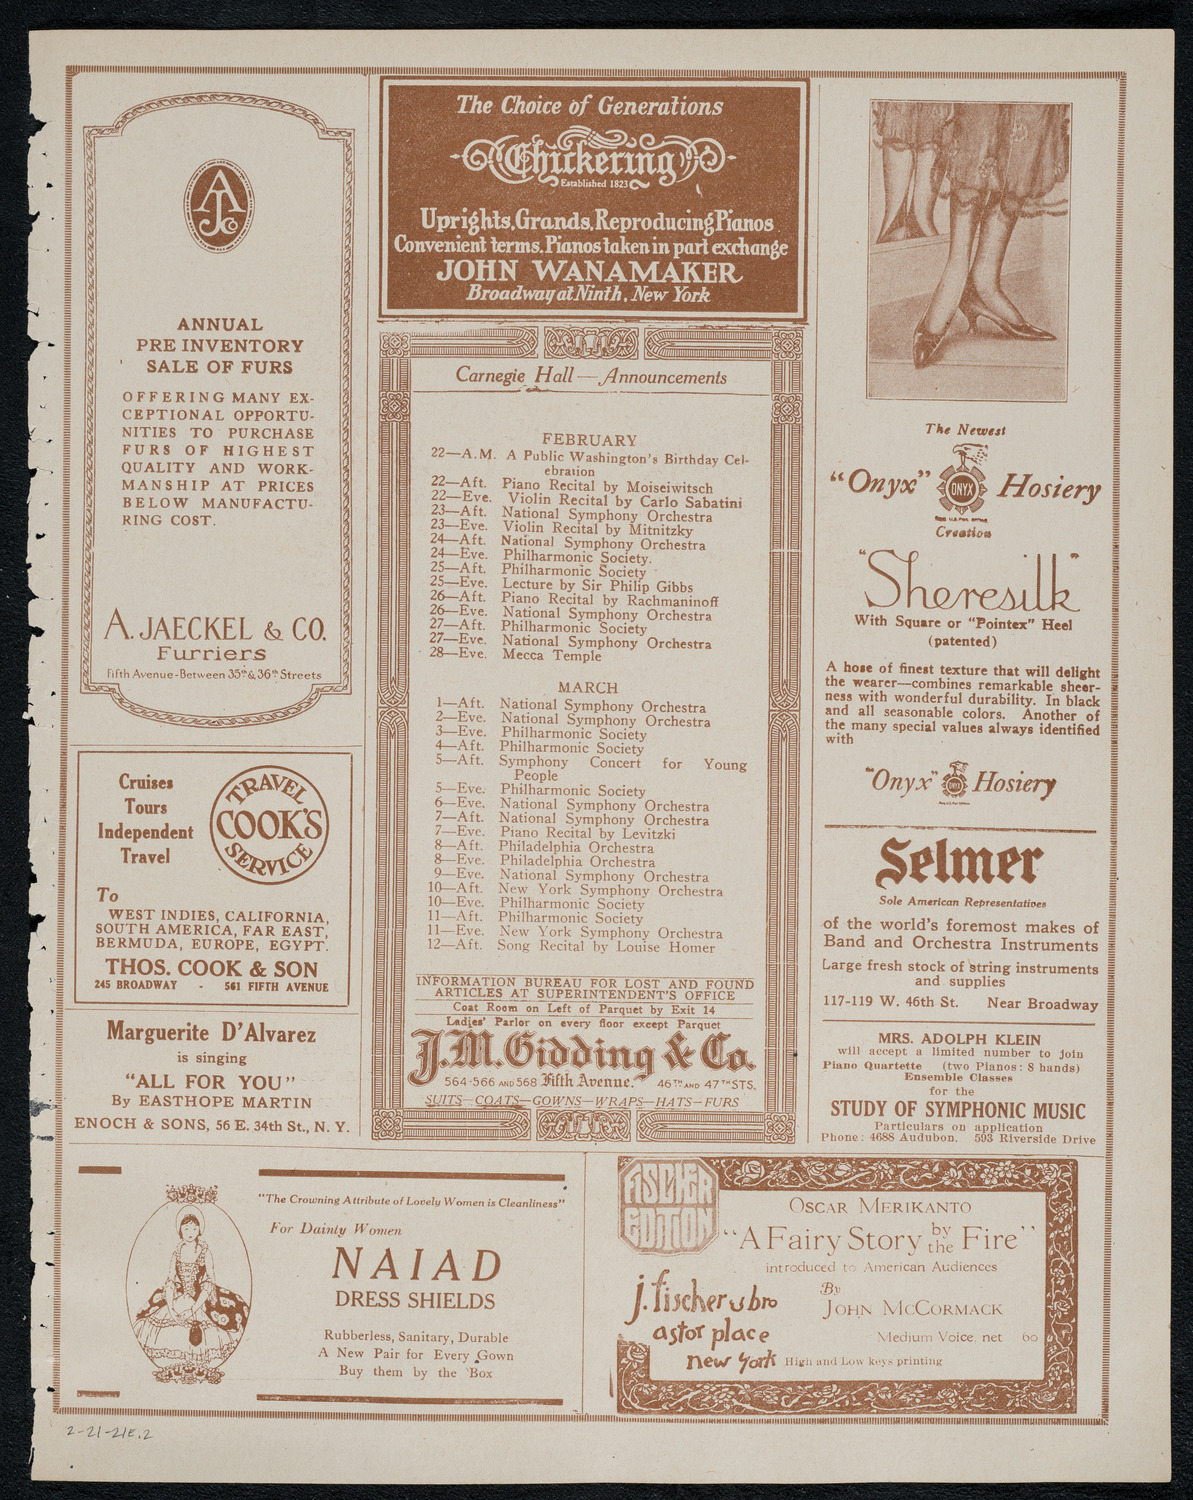 AJCo
ANNUAL
PRE INVENTORY
SALE OF FURS
OFFERING MANY EX-
CEPTIONAL OPPORTU-
NITIES TO PURCHASE
FURS OF HIGHEST
QUALITY AND WORK-
MANSHIP AT PRICES
BELOW MANUFACTU-
RING COST.
A. JAECKEL & CO.
Furriers
Fifth Avenue-Between 35th & 36th Streets
Cruises
Tours
Independent
Travel
TRAVEL
COOK'S
SERVICE
To
WEST INDIES, CALIFORNIA,
SOUTH AMERICA, FAR EAST,
BERMUDA, EUROPE, EGYPT.
THOS. COOK & SON
245 BROADWAY - 561 FIFTH AVENUE
Marguerite D'Alvarez
is singing
"ALL FOR YOU"
By EASTHOPE MARTIN
ENOCH & SONS, 56 E. 34th St., N. Y.
The Choice of Generations
Chickering
Established 1823
Uprights, Grands, Reproducing Pianos
Convenient terms. Pianos taken in part exchange
JOHN WANAMAKER
Broadway at Ninth, New York
Carnegie Hall — Announcements
FEBRUARY
22—A.M. A Public Washington's Birthday Cel-
ebration
22—Aft. Piano Recital by Moiseiwitsch
22—Eve. Violin Recital by Carlo Sabatini
23—Aft. National Symphony Orchestra
23—Eve. Violin Recital by Mitnitzky
24—Aft. National Symphony Orchestra
24—Eve. Philharmonic Society.
25—Aft. Philharmonic Society
25—Eve. Lecture by Sir Philip Gibbs
26—Aft. Piano Recital by Rachmaninoff
26—Eve. National Symphony Orchestra
27—Aft. Philharmonic Society
27—Eve. National Symphony Orchestra
28—Eve. Mecca Temple
MARCH
1—Aft. National Symphony Orchestra
2—Eve. National Symphony Orchestra
3—Eve. Philharmonic Society
4—Aft. Philharmonic Society
5—Aft. Symphony Concert for Young
People
5—Eve. Philharmonic Society
6—Eve. National Symphony Orchestra
7—Aft. National Symphony Orchestra
7—Eve. Piano Recital by Levitzki
8—Aft. Philadelphia Orchestra
8—Eve. Philadelphia Orchestra
9—Eve. National Symphony Orchestra
10—Aft. New York Symphony Orchestra
10—Eve. Philharmonic Society
11—Aft. Philharmonic Society
11—Eve. New York Symphony Orchestra
12—Aft. Song Recital by Louise Homer
INFORMATION BUREAU FOR LOST AND FOUND
ARTICLES AT SUPERINTENDENT'S OFFICE
Coat Room on Left of Parquet by Exit 14
Ladies' Parlor on every floor except Parquet
J.M. Gidding & Co.
564-566 AND 568 Fifth Avenue. 46TH AND 47TH STS.
SUITS—COATS—GOWNS—WRAPS—HATS—FURS
The Newest
"Onyx" ONYX Hosiery
Creation
"Sheresilk"
With Square or "Pointex" Heel
(patented)
A hose of finest texture that will delight
the wearer—combines remarkable sheer-
ness with wonderful durability. In black
and all seasonable colors. Another of
the many special values always identified
with
"Onyx" Hosiery
Selmer
Sole American Representatives
of the world's foremost makes of
Band and Orchestra Instruments
Large fresh stock of string instruments
and supplies
117-119 W. 46th St. Near Broadway
MRS. ADOLPH KLEIN
will accept a limited number to join
Piano Quartette (two Pianos: 8 hands)
Ensemble Classes
for the
STUDY OF SYMPHONIC MUSIC
Particulars on application
Phone: 4688 Audubon. 593 Riverside Drive
"The Crowning Attribute of Lovely Women is Cleanliness"
For Dainty Women
NAIAD
DRESS SHIELDS
Rubberless, Sanitary, Durable
A New Pair for Every Gown
Buy them by the Box
FISCHER
EDITION
OSCAR MERIKANTO
"A Fairy Story by the Fire"
introduced to American Audiences
By
JOHN MCCORMACK
Medium Voice, net 60
High and Low keys printing
j. fischer & bro
astor place
new york
2-21-21E.2